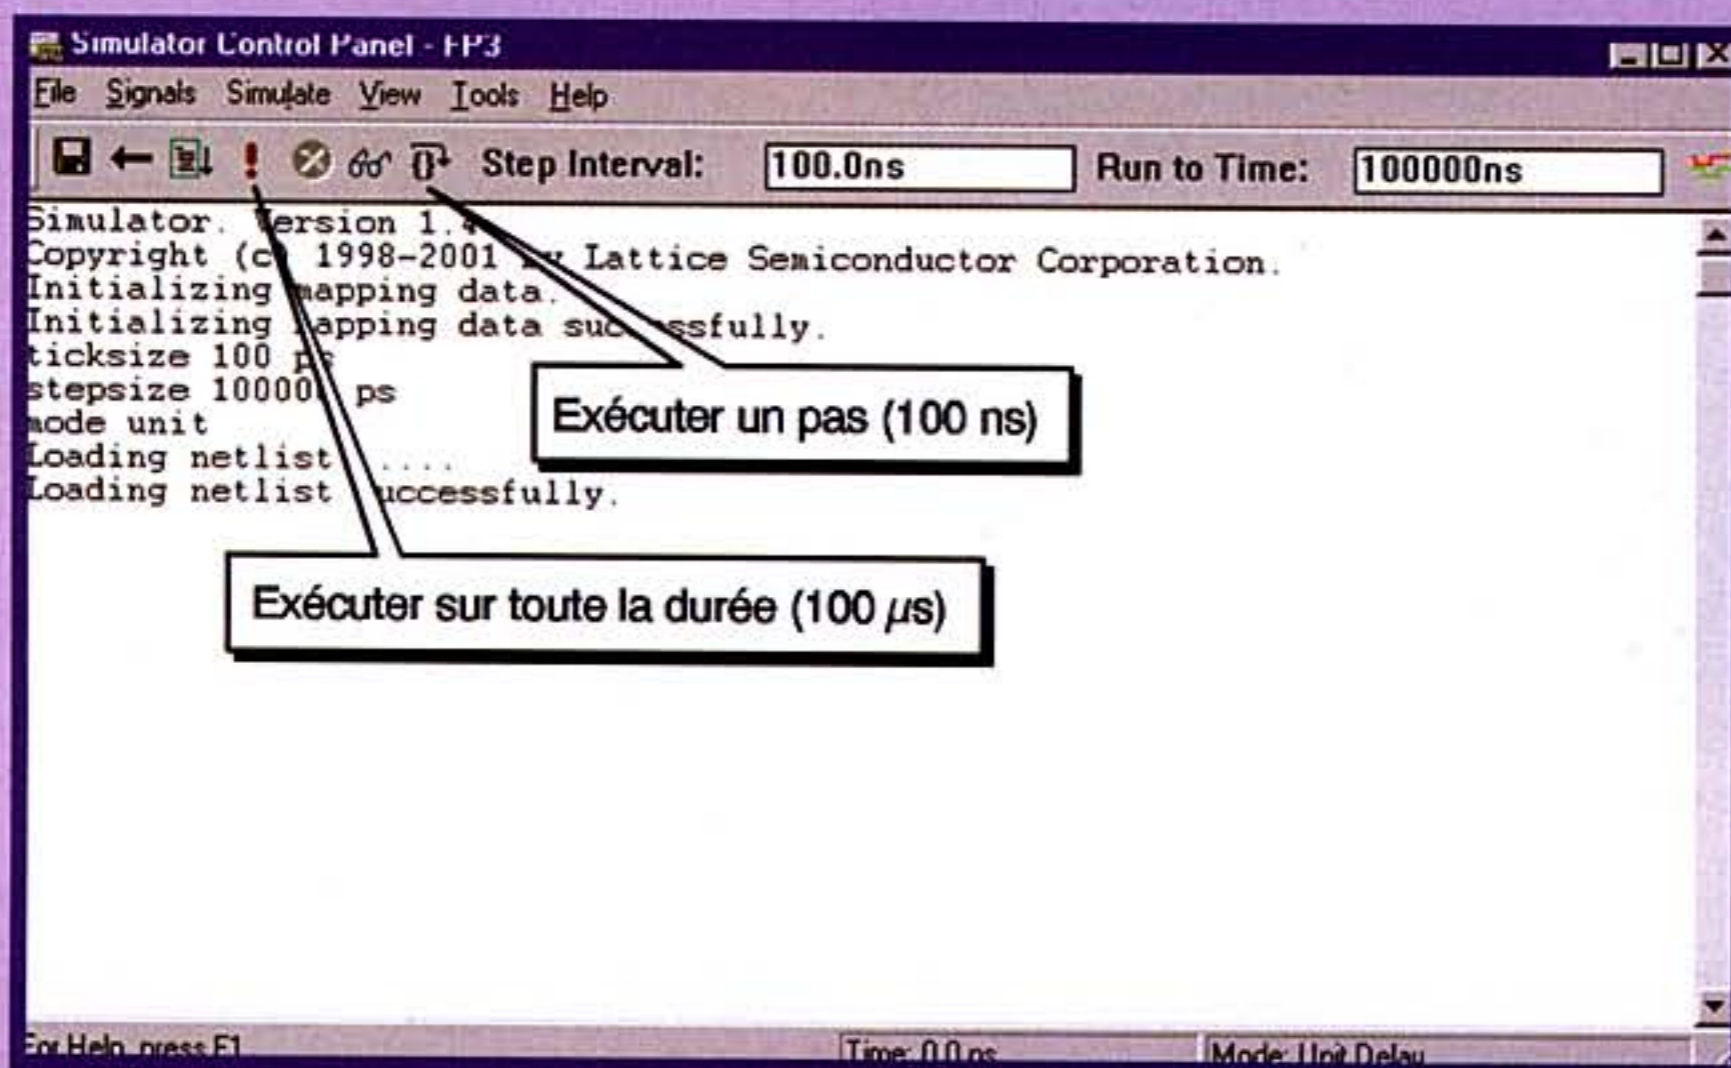 Simulator Control Panel - FP3
File Signals Simulate View Tools Help
Step Interval: 100.0ns Run to Time: 100000ns
Simulator. Version 1.4
Copyright (c) 1998-2001 by Lattice Semiconductor Corporation.
Initializing mapping data.
Initializing mapping data successfully.
ticksize 100 ps
stepsize 100000 ps
mode unit
Loading netlist ....
Loading netlist successfully.
Exécuter un pas (100 ns)
Exécuter sur toute la durée (100 µs)
For Help, press F1
Time: 0.0 ns
Mode: Unit Delay